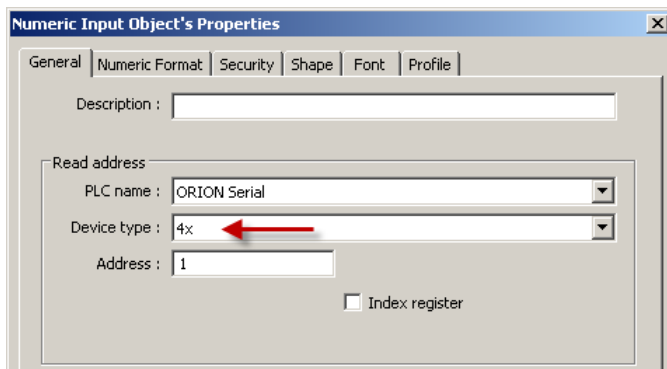 Numeric Input Object's Properties
General Numeric Format Security Shape Font Profile
Description :
Read address
PLC name : ORION Serial
Device type : 4x
Address : 1
Index register